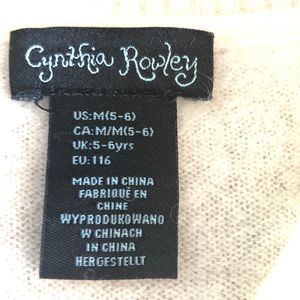 Cynthia Rowley
US:M(5-6)
CA:M/M(5-6)
UK:5-6yrs
EU:116
MADE IN CHINA
FABRIQUÉ EN
CHINE
WYPRODUKOWANO
W CHINACH
IN CHINA
HERGESTELLT